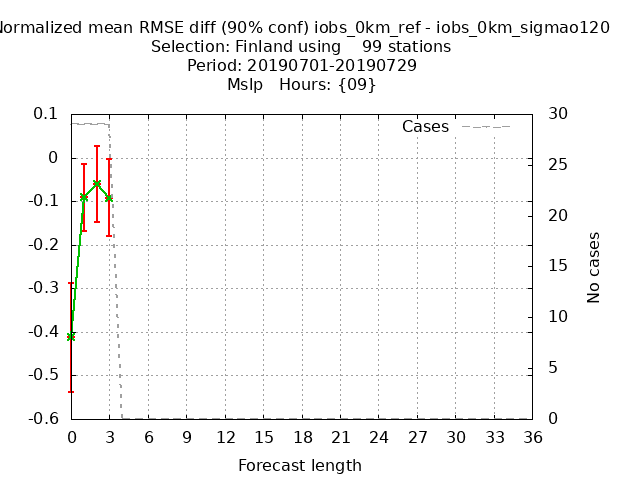 Normalized mean RMSE diff (90% conf) iobs_0km_ref - iobs_0km_sigmao120
Selection: Finland using    99 stations
Period: 20190701-20190729
Mslp   Hours: {09}
Cases
0.1
0
-0.1
-0.2
-0.3
-0.4
-0.5
-0.6
30
25
20
15
10
5
0
No cases
0 3 6 9 12 15 18 21 24 27 30 33 36
Forecast length